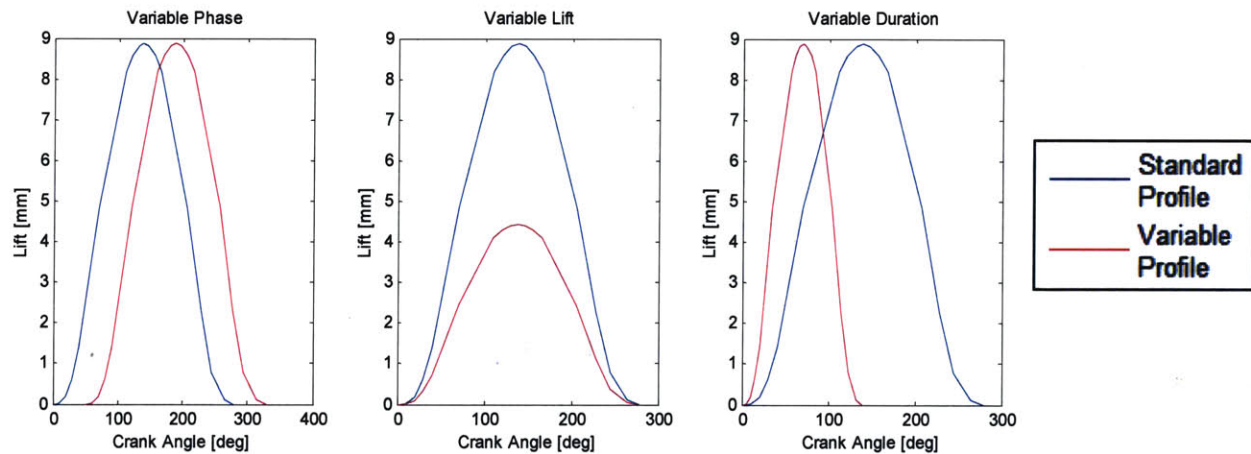 Variable Phase
9
8
7
6
5
4
3
2
1
0
Lift [mm]
0 100 200 300 400
Crank Angle [deg]
Variable Lift
9
8
7
6
5
4
3
2
1
0
Lift [mm]
0 100 200 300
Crank Angle [deg]
Variable Duration
9
8
7
6
5
4
3
2
1
0
Lift [mm]
0 100 200 300
Crank Angle [deg]
Standard
Profile
Variable
Profile